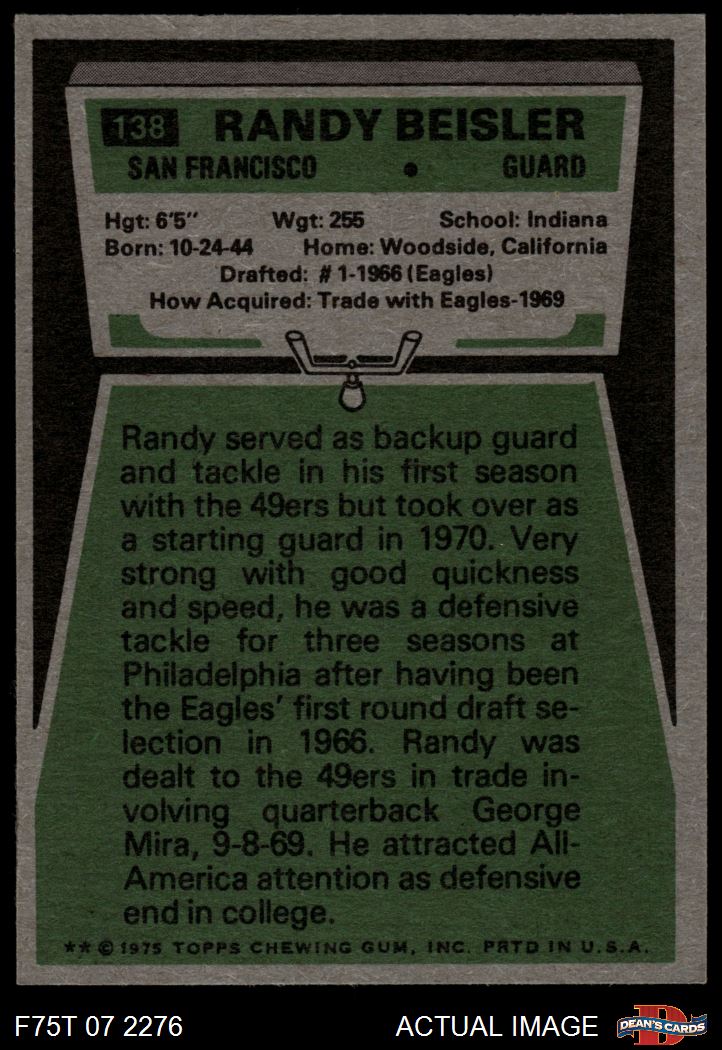 138 RANDY BEISLER
SAN FRANCISCO • GUARD
Hgt: 6'5" Wgt: 255 School: Indiana
Born: 10-24-44 Home: Woodside, California
Drafted: #1-1966 (Eagles)
How Acquired: Trade with Eagles-1969
Randy served as backup guard
and tackle in his first season
with the 49ers but took over as
a starting guard in 1970. Very
strong with good quickness
and speed, he was a defensive
tackle for three seasons at
Philadelphia after having been
the Eagles' first round draft se-
lection in 1966. Randy was
dealt to the 49ers in trade in-
volving quarterback George
Mira, 9-8-69. He attracted All-
America attention as defensive
end in college.
** © 1975 TOPPS CHEWING GUM, INC. PRTD IN U.S.A.
F75T 07 2276 ACTUAL IMAGE D DEAN'S CARDS